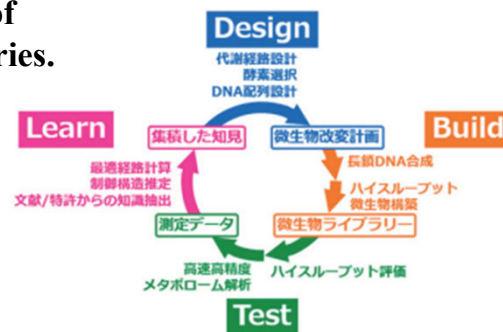 of
ries.
Design
代謝経路設計
酵素選択
DNA配列設計
Learn
集積した知見
微生物改変計画
Build
長鎖DNA合成
最適経路計算
制御構造推定
文献/特許からの知識抽出
ハイスループット
微生物構築
測定データ
微生物ライブラリー
高速高精度
メタボローム解析
ハイスループット評価
Test